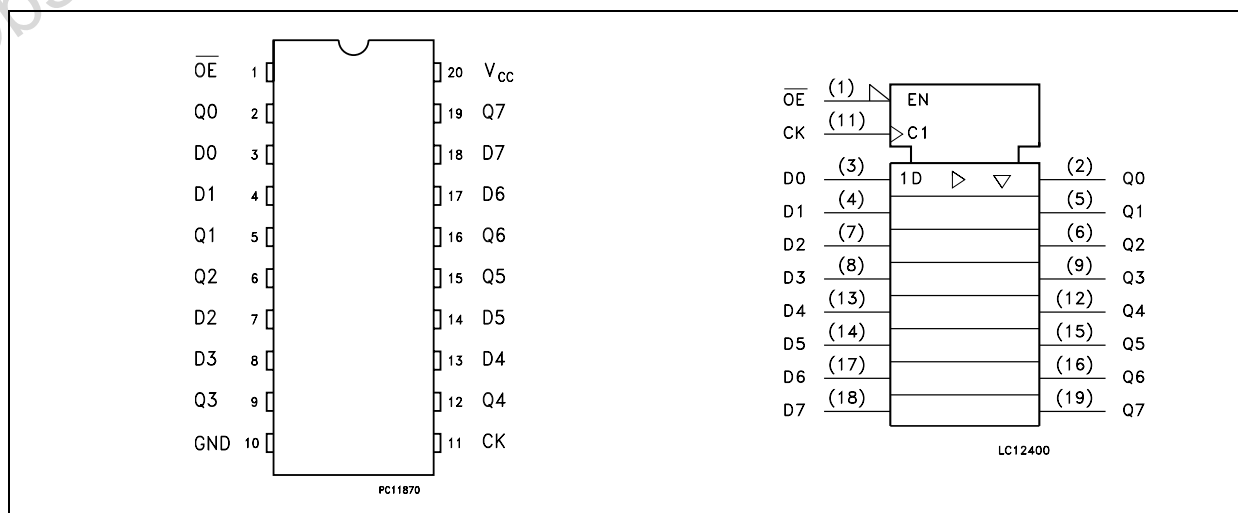 OE 1 20 VCC
Q0 2 19 Q7
D0 3 18 D7
D1 4 17 D6
Q1 5 16 Q6
Q2 6 15 Q5
D2 7 14 D5
D3 8 13 D4
Q3 9 12 Q4
GND 10 11 CK
PC11870
OE (1) EN
CK (11) C1
D0 (3) 1D (2) Q0
D1 (4) (5) Q1
D2 (7) (6) Q2
D3 (8) (9) Q3
D4 (13) (12) Q4
D5 (14) (15) Q5
D6 (17) (16) Q6
D7 (18) (19) Q7
LC12400